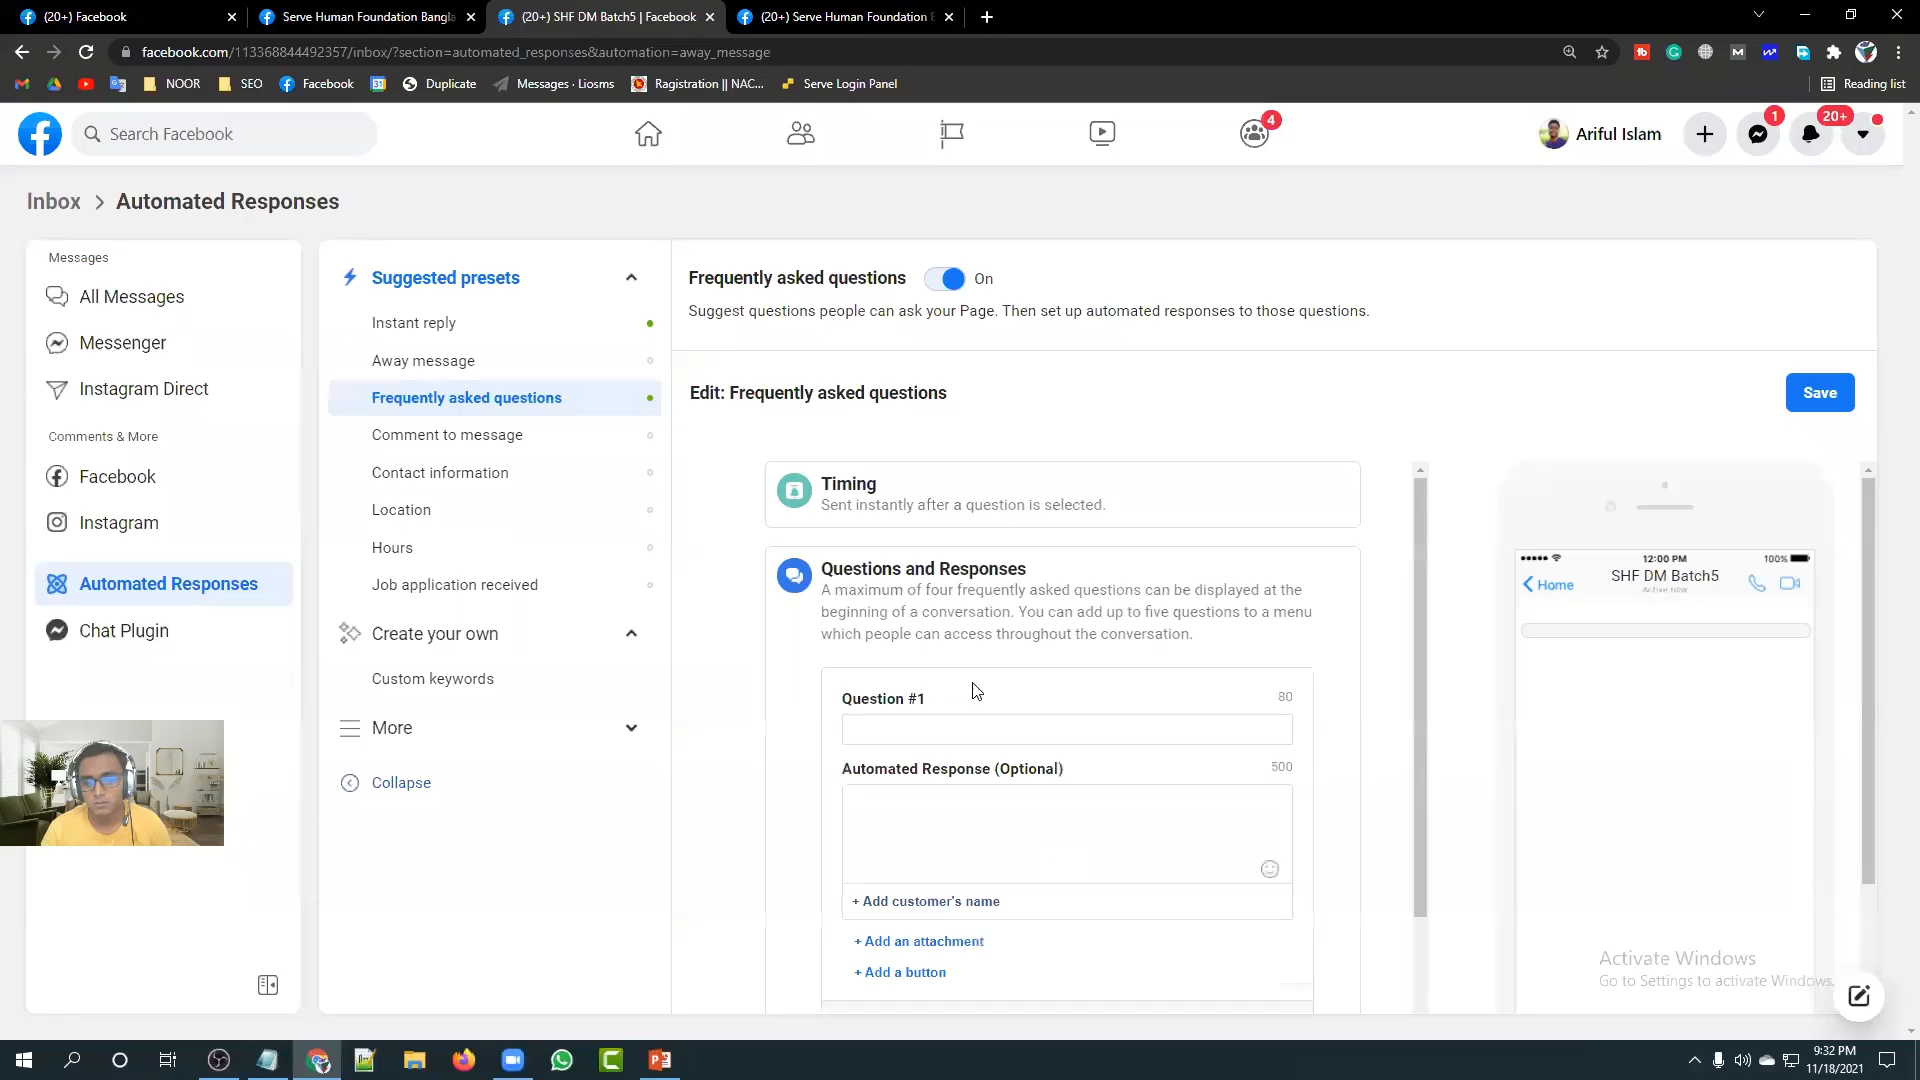 (20+) Facebook
Serve Human Foundation Bangla
(20+) SHF DM Batch5 | Facebook
(20+) Serve Human Foundation E
facebook.com/113368844492357/inbox/?section=automated_responses&automation=away_message
NOOR
SEO
Facebook
Duplicate
Messages · Liosms
Ragistration || NAC...
Serve Login Panel
Reading list
Search Facebook
4
Ariful Islam
1
20+
Inbox > Automated Responses
Messages
All Messages
Messenger
Instagram Direct
Comments & More
Facebook
Instagram
Automated Responses
Chat Plugin
Suggested presets
Instant reply
Away message
Frequently asked questions
Comment to message
Contact information
Location
Hours
Job application received
Create your own
Custom keywords
More
Collapse
Frequently asked questions
On
Suggest questions people can ask your Page. Then set up automated responses to those questions.
Edit: Frequently asked questions
Save
Timing
Sent instantly after a question is selected.
Questions and Responses
A maximum of four frequently asked questions can be displayed at the
beginning of a conversation. You can add up to five questions to a menu
which people can access throughout the conversation.
Question #1
80
Automated Response (Optional)
500
+ Add customer's name
+ Add an attachment
+ Add a button
12:00 PM
100%
Home
SHF DM Batch5
Active now
Activate Windows
Go to Settings to activate Windows.
9:32 PM
11/18/2021